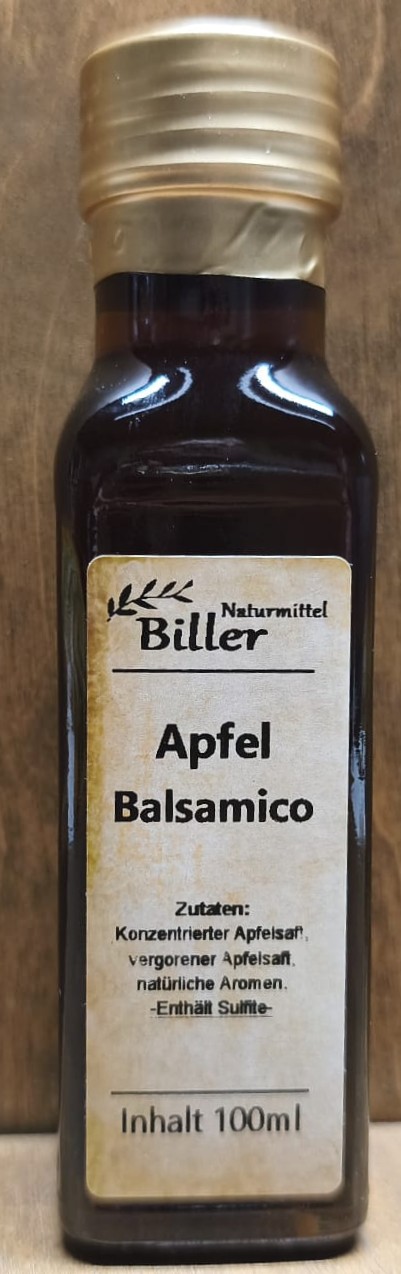 Naturmittel
Biller
Apfel
Balsamico
Zutaten:
Konzentrierter Apfelsaft,
vergorener Apfelsaft,
natürliche Aromen.
-Enthält Sulfite-
Inhalt 100ml